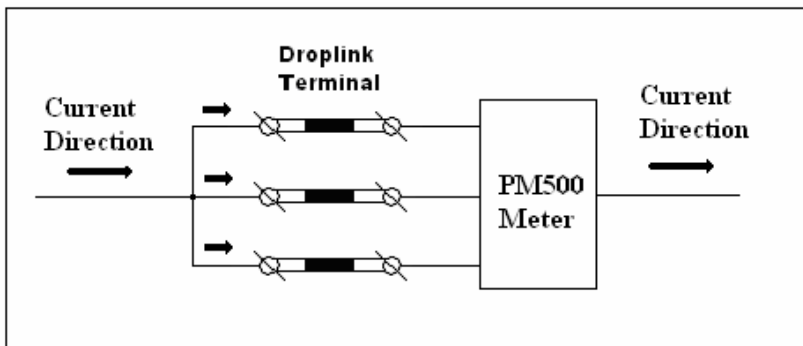 Droplink
Terminal
Current
Direction
Current
Direction
PM500
Meter